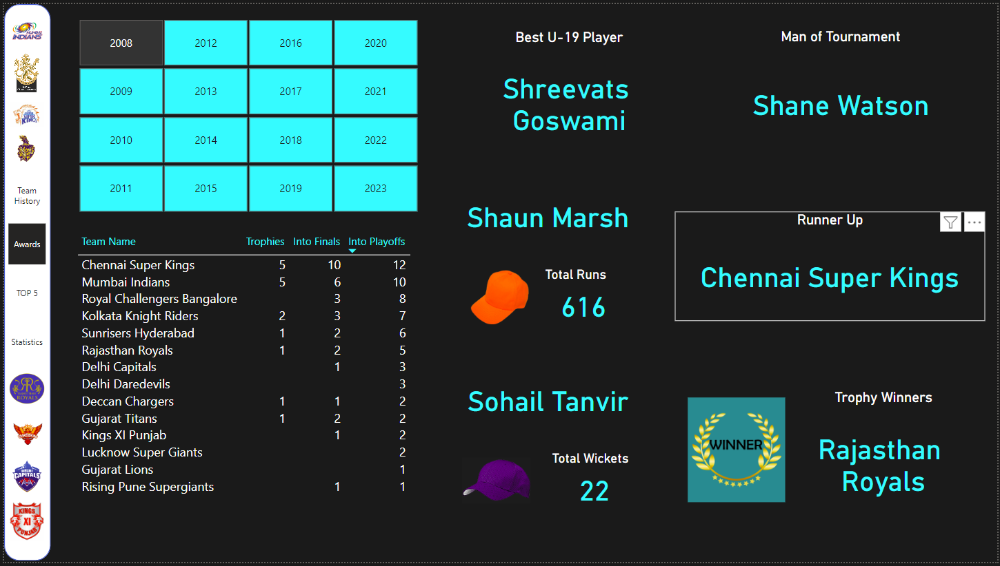 MUMBAI
INDIANS
SUPER
KINGS
Team
History
Awards
TOP 5
Statistics
ROYALS
DELHI
CAPITALS
KINGS
XI
PUNJAB
2008 2012 2016 2020
2009 2013 2017 2021
2010 2014 2018 2022
2011 2015 2019 2023
Team Name Trophies Into Finals Into Playoffs
Chennai Super Kings 5 10 12
Mumbai Indians 5 6 10
Royal Challengers Bangalore 3 8
Kolkata Knight Riders 2 3 7
Sunrisers Hyderabad 1 2 6
Rajasthan Royals 1 2 5
Delhi Capitals 1 3
Delhi Daredevils 3
Deccan Chargers 1 1 2
Gujarat Titans 1 2 2
Kings XI Punjab 1 2
Lucknow Super Giants 2
Gujarat Lions 1
Rising Pune Supergiants 1 1
Best U-19 Player
Shreevats
Goswami
Man of Tournament
Shane Watson
Shaun Marsh
Total Runs
616
Runner Up
Chennai Super Kings
Sohail Tanvir
Total Wickets
22
WINNER
Trophy Winners
Rajasthan
Royals